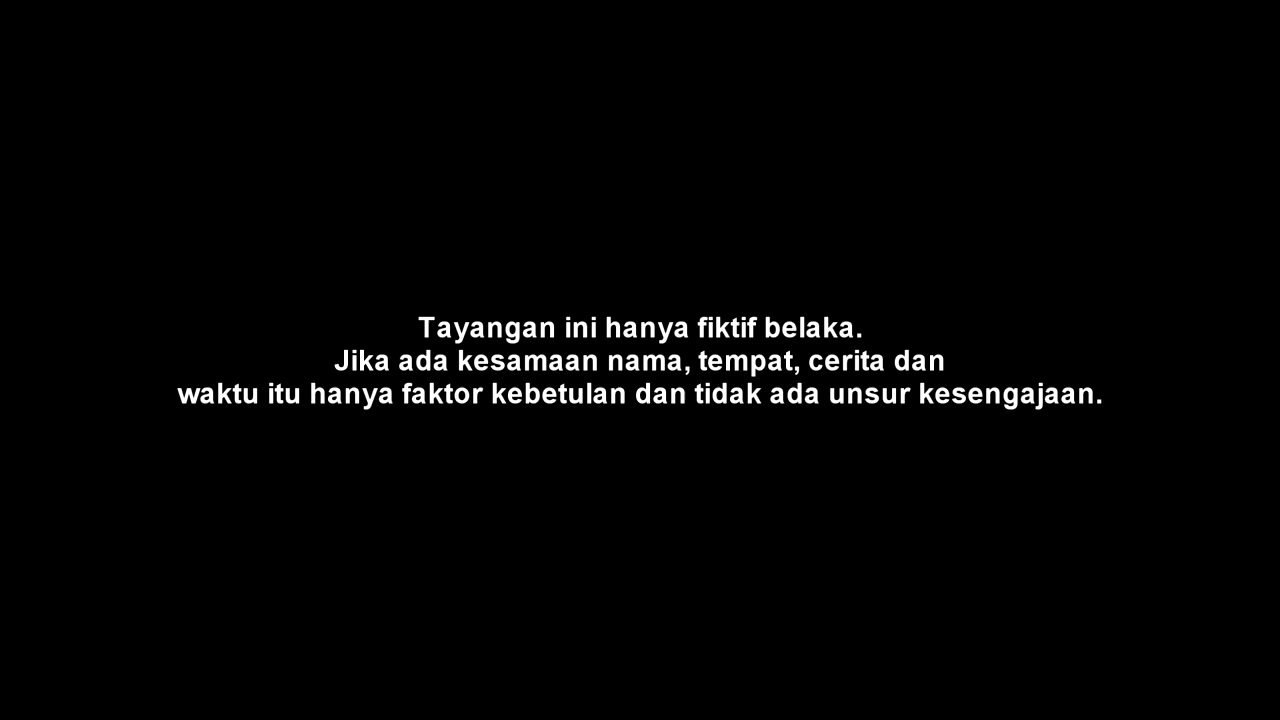 Tayangan ini hanya fiktif belaka.
Jika ada kesamaan nama, tempat, cerita dan
waktu itu hanya faktor kebetulan dan tidak ada unsur kesengajaan.